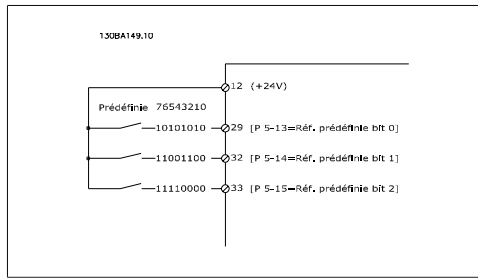 130BA149.10
12 (+24V)
Prédéfinie 76543210
10101010 29 [P 5-13=Réf. prédéfinie bit 0]
11001100 32 [P 5-14=Réf. prédéfinie bit 1]
11110000 33 [P 5-15=Réf. prédéfinie bit 2]